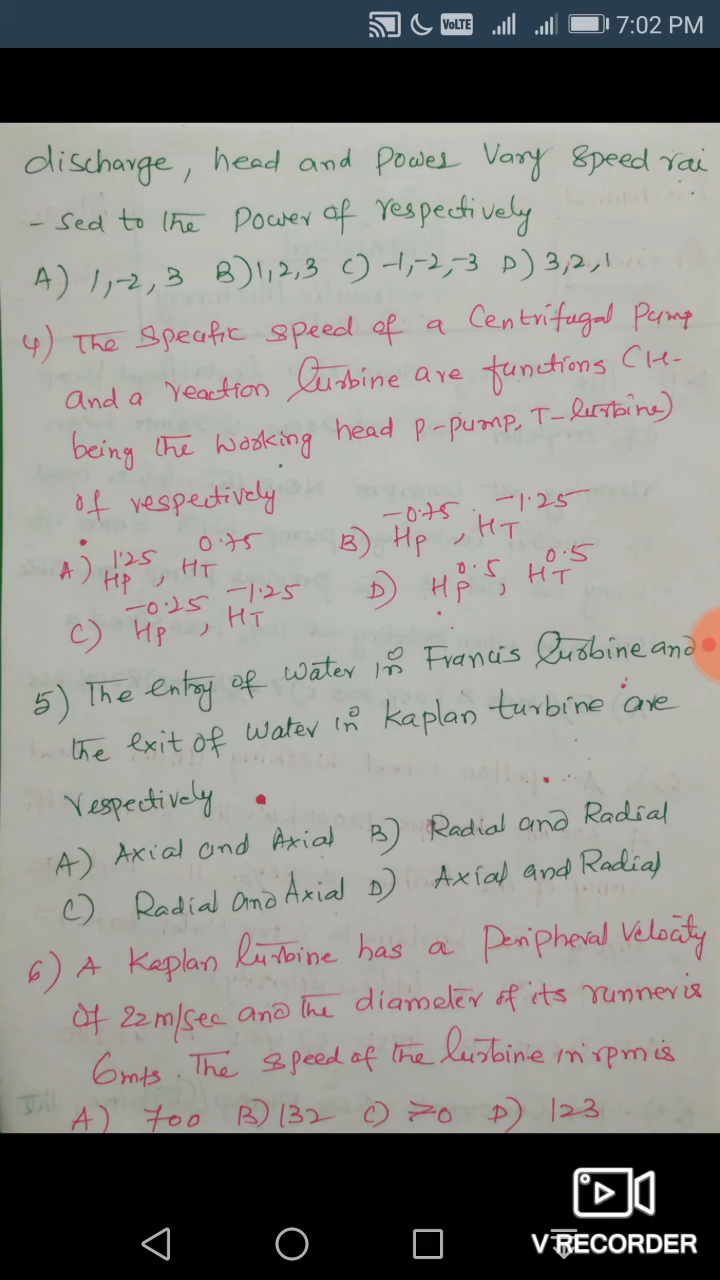 VoLTE 7:02 PM
discharge, head and Power Vary speed rai
- sed to the Power of respectively
A) 1,-2, 3 B) 1, 2, 3 C) -1,-2,-3 D) 3, 2, 1
4) The specific speed of a Centrifugal Pump
and a reaction turbine are functions (H-
being the working head P-pump, T-turbine)
of respectively
A) Hp^1.25, HT^0.75 B) Hp^-0.75, HT^-1.25
C) Hp^-0.25, HT^-1.25 D) Hp^0.5, HT^0.5
5) The entry of water in Francis turbine and
the exit of water in Kaplan turbine are
respectively
A) Axial and Axial B) Radial and Radial
C) Radial and Axial D) Axial and Radial
6) A Kaplan turbine has a Peripheral Velocity
of 22m/sec and the diameter of its runner is
6mts. The speed of the turbine in rpm is
A) 700 B) 132 C) 70 D) 123
V RECORDER